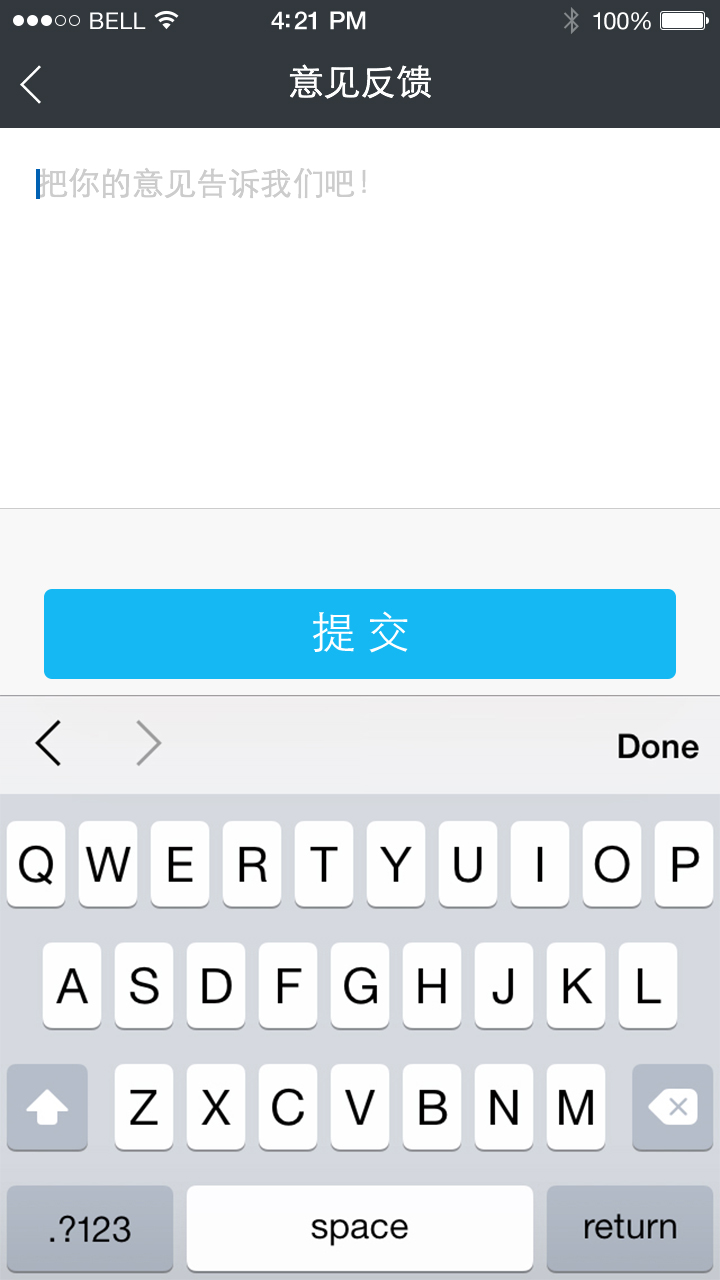 BELL 4:21 PM 100%
意见反馈
把你的意见告诉我们吧!
提 交
Done
Q W E R T Y U I O P
A S D F G H J K L
Z X C V B N M
.?123 space return